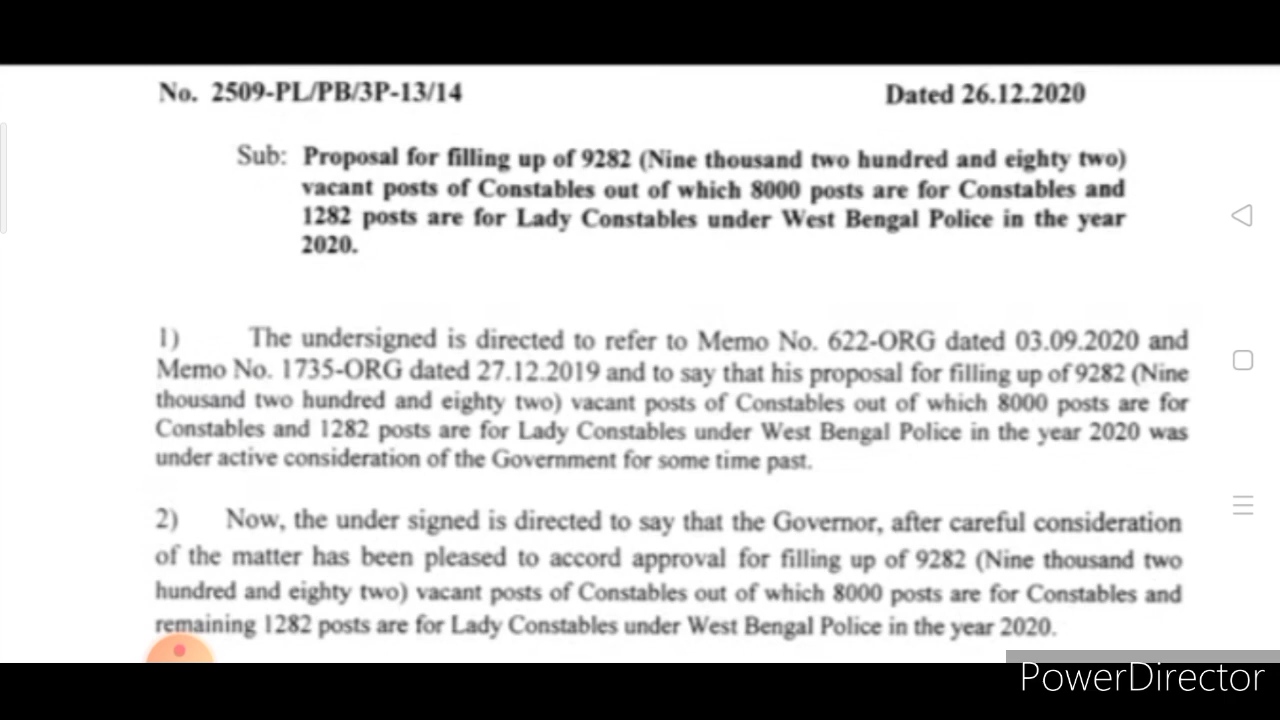 No. 2509-PL/PB/3P-13/14 Dated 26.12.2020
Sub: Proposal for filling up of 9282 (Nine thousand two hundred and eighty two)
vacant posts of Constables out of which 8000 posts are for Constables and
1282 posts are for Lady Constables under West Bengal Police in the year
2020.
1) The undersigned is directed to refer to Memo No. 622-ORG dated 03.09.2020 and
Memo No. 1735-ORG dated 27.12.2019 and to say that his proposal for filling up of 9282 (Nine
thousand two hundred and eighty two) vacant posts of Constables out of which 8000 posts are for
Constables and 1282 posts are for Lady Constables under West Bengal Police in the year 2020 was
under active consideration of the Government for some time past.
2) Now, the under signed is directed to say that the Governor, after careful consideration
of the matter has been pleased to accord approval for filling up of 9282 (Nine thousand two
hundred and eighty two) vacant posts of Constables out of which 8000 posts are for Constables and
remaining 1282 posts are for Lady Constables under West Bengal Police in the year 2020.
PowerDirector